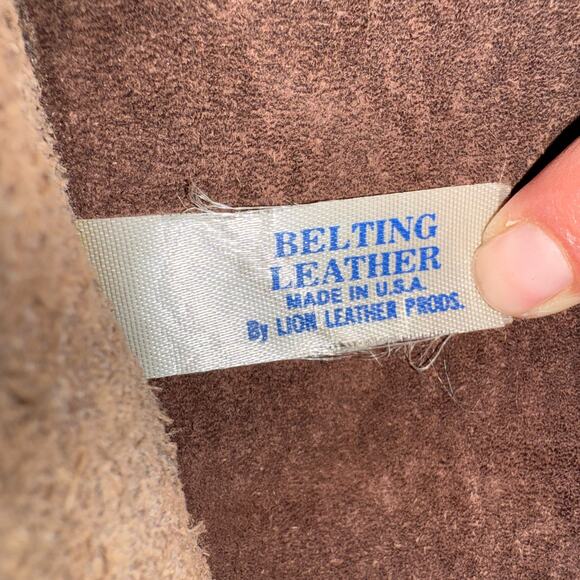 BELTING
LEATHER
MADE IN U.S.A.
By LION LEATHER PRODS.